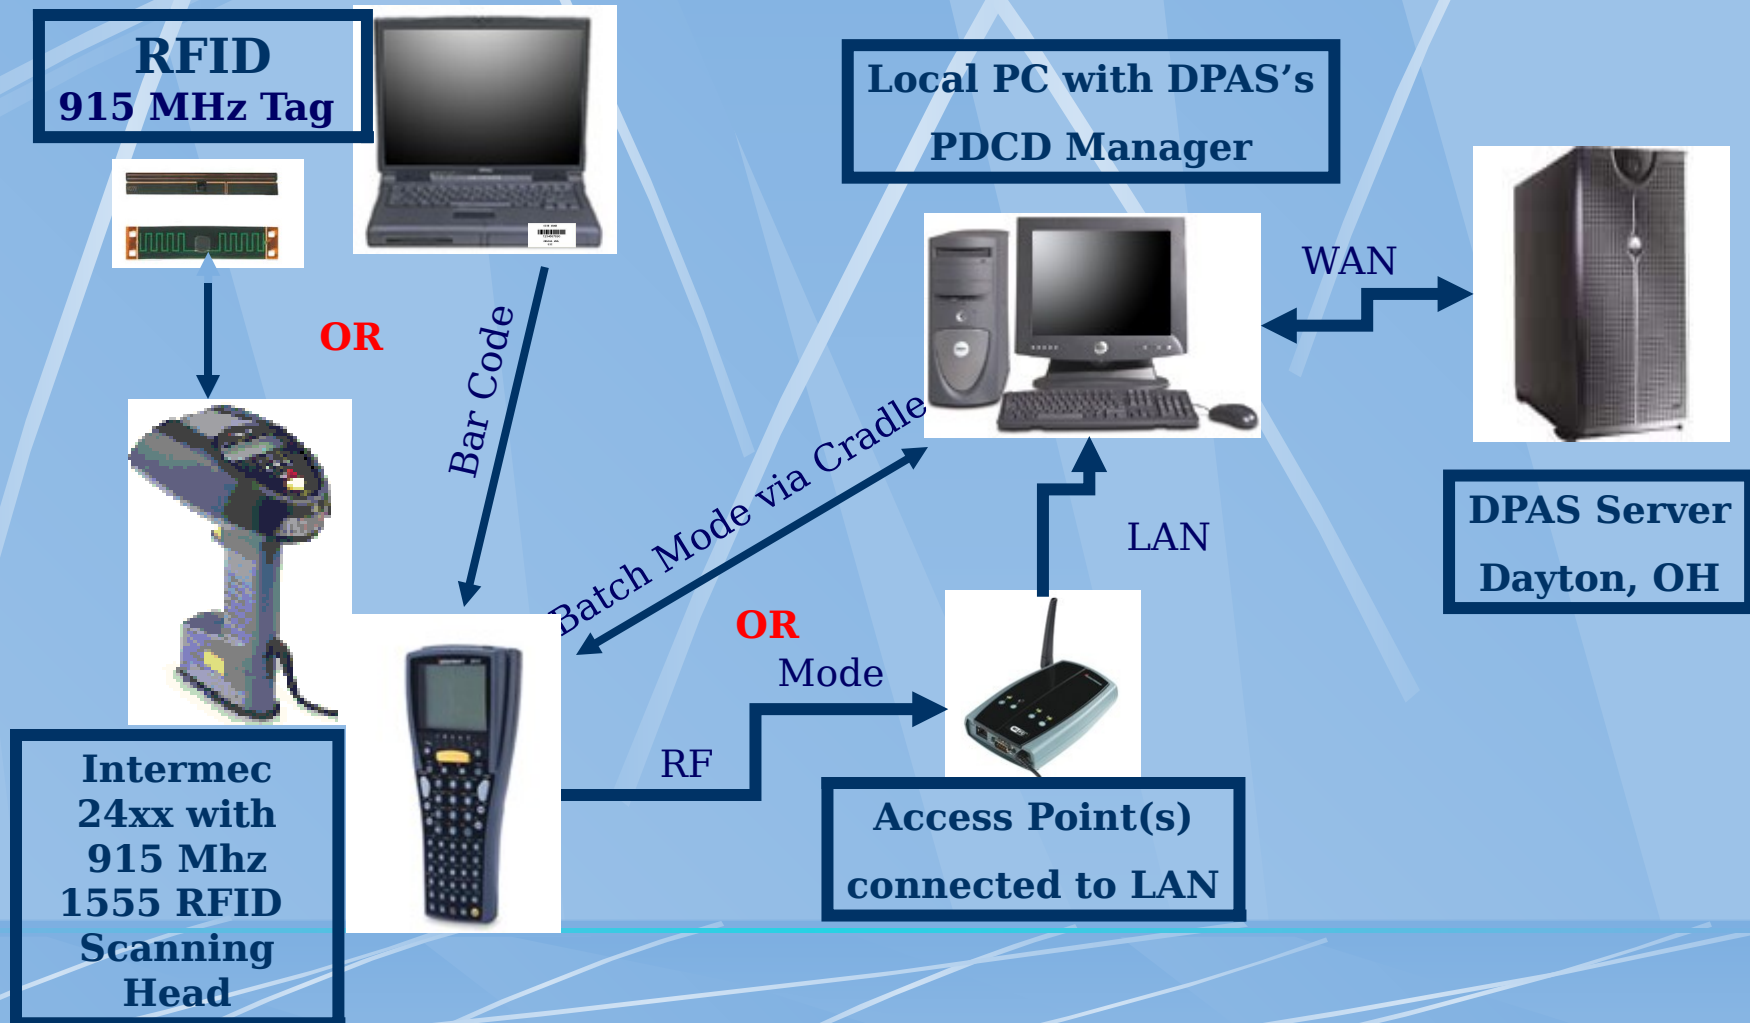 RFID
915 MHz Tag
Local PC with DPAS's
PDCD Manager
WAN
OR
Bar Code
Batch Mode via Cradle
LAN
DPAS Server
Dayton, OH
OR
Mode
RF
Intermec
24xx with
915 Mhz
1555 RFID
Scanning
Head
Access Point(s)
connected to LAN